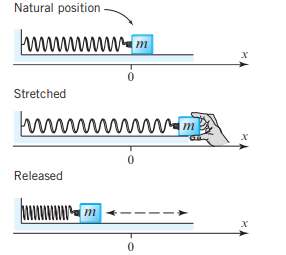 Natural position
m
x
0
Stretched
m
x
0
Released
m
x
0